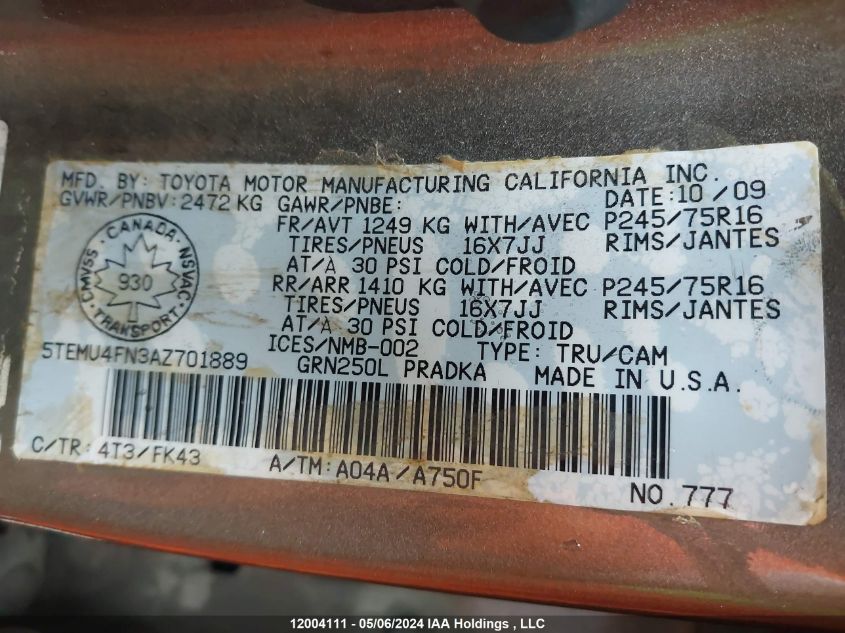 MFD. BY: TOYOTA MOTOR MANUFACTURING CALIFORNIA INC.
GVWR/PNBV: 2472 KG GAWR/PNBE: DATE: 10/09
FR/AVT 1249 KG WITH/AVEC P245/75R16
TIRES/PNEUS 16X7JJ RIMS/JANTES
AT/A 30 PSI COLD/FROID
RR/ARR 1410 KG WITH/AVEC P245/75R16
TIRES/PNEUS 16X7JJ RIMS/JANTES
AT/A 30 PSI COLD/FROID
CANADA
CMVSS NSVAC
930
TRANSPORT
ICES/NMB-002 TYPE: TRU/CAM
5TEMU4FN3AZ701889 GRN250L PRADKA MADE IN U.S.A.
C/TR: 4T3/FK43 A/TM: A04A/A750F NO. 777
12004111 - 05/06/2024 IAA Holdings , LLC